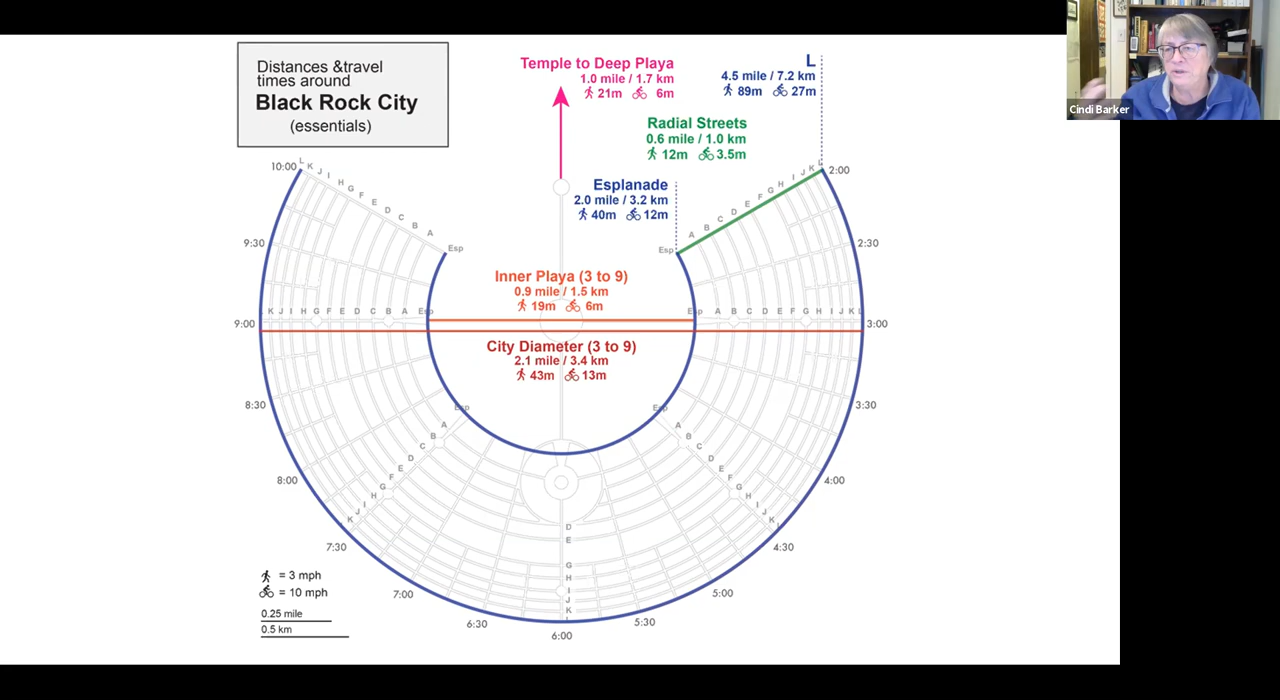 Distances &travel
times around
Black Rock City
(essentials)
Temple to Deep Playa
1.0 mile / 1.7 km
21m 6m
L
4.5 mile / 7.2 km
89m 27m
Cindi Barker
Radial Streets
0.6 mile / 1.0 km
12m 3.5m
Esplanade
2.0 mile / 3.2 km
40m 12m
10:00
L K J I H G F E D C B A Esp
2:00
Esp A B C D E F G H I J K L
9:30
2:30
Inner Playa (3 to 9)
0.9 mile / 1.5 km
19m 6m
K J I H G F E D C B A Esp
Esp A B C D E F G H I J K L
9:00
3:00
City Diameter (3 to 9)
2.1 mile / 3.4 km
43m 13m
8:30
3:30
Esp A B C D E F G H I J K
Esp A B C D E F G H I J K L
8:00
4:00
7:30
4:30
D
E
G
H
I
J
K
L
= 3 mph
= 10 mph
0.25 mile
0.5 km
7:00
5:00
6:30
5:30
6:00